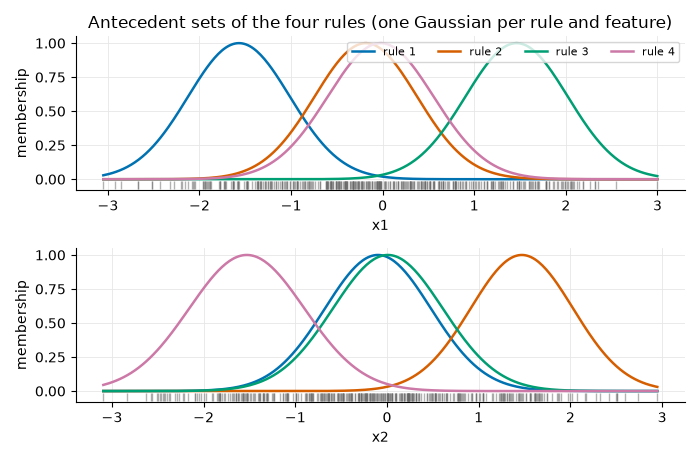 Antecedent sets of the four rules (one Gaussian per rule and feature)
membership
1.00
0.75
0.50
0.25
0.00
rule 1 rule 2 rule 3 rule 4
−3 −2 −1 0 1 2 3
x1
membership
1.00
0.75
0.50
0.25
0.00
−3 −2 −1 0 1 2 3
x2